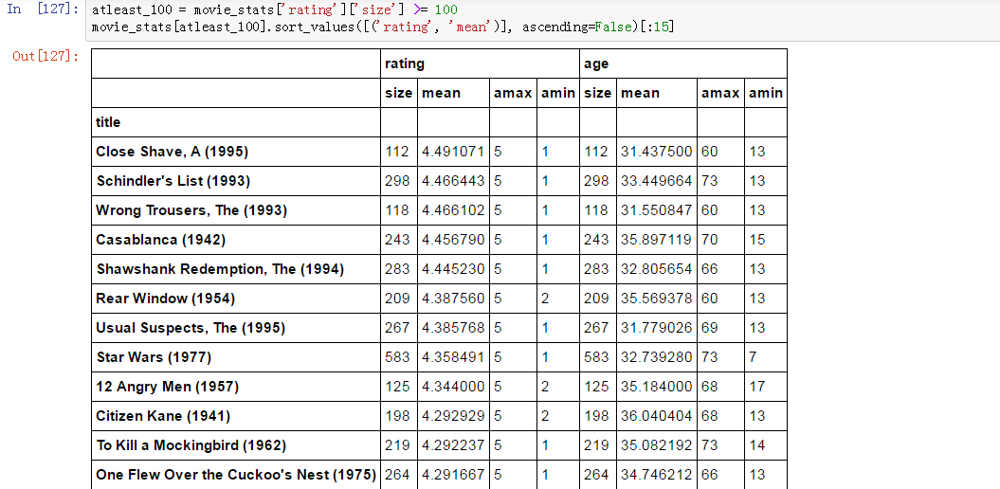 In [127]: atleast_100 = movie_stats['rating']['size'] >= 100
movie_stats[atleast_100].sort_values([('rating', 'mean')], ascending=False)[:15]
Out[127]:
rating age
size mean amax amin size mean amax amin
title
Close Shave, A (1995) 112 4.491071 5 1 112 31.437500 60 13
Schindler's List (1993) 298 4.466443 5 1 298 33.449664 73 13
Wrong Trousers, The (1993) 118 4.466102 5 1 118 31.550847 60 13
Casablanca (1942) 243 4.456790 5 1 243 35.897119 70 15
Shawshank Redemption, The (1994) 283 4.445230 5 1 283 32.805654 66 13
Rear Window (1954) 209 4.387560 5 2 209 35.569378 60 13
Usual Suspects, The (1995) 267 4.385768 5 1 267 31.779026 69 13
Star Wars (1977) 583 4.358491 5 1 583 32.739280 73 7
12 Angry Men (1957) 125 4.344000 5 2 125 35.184000 68 17
Citizen Kane (1941) 198 4.292929 5 2 198 36.040404 68 13
To Kill a Mockingbird (1962) 219 4.292237 5 1 219 35.082192 73 14
One Flew Over the Cuckoo's Nest (1975) 264 4.291667 5 1 264 34.746212 66 13